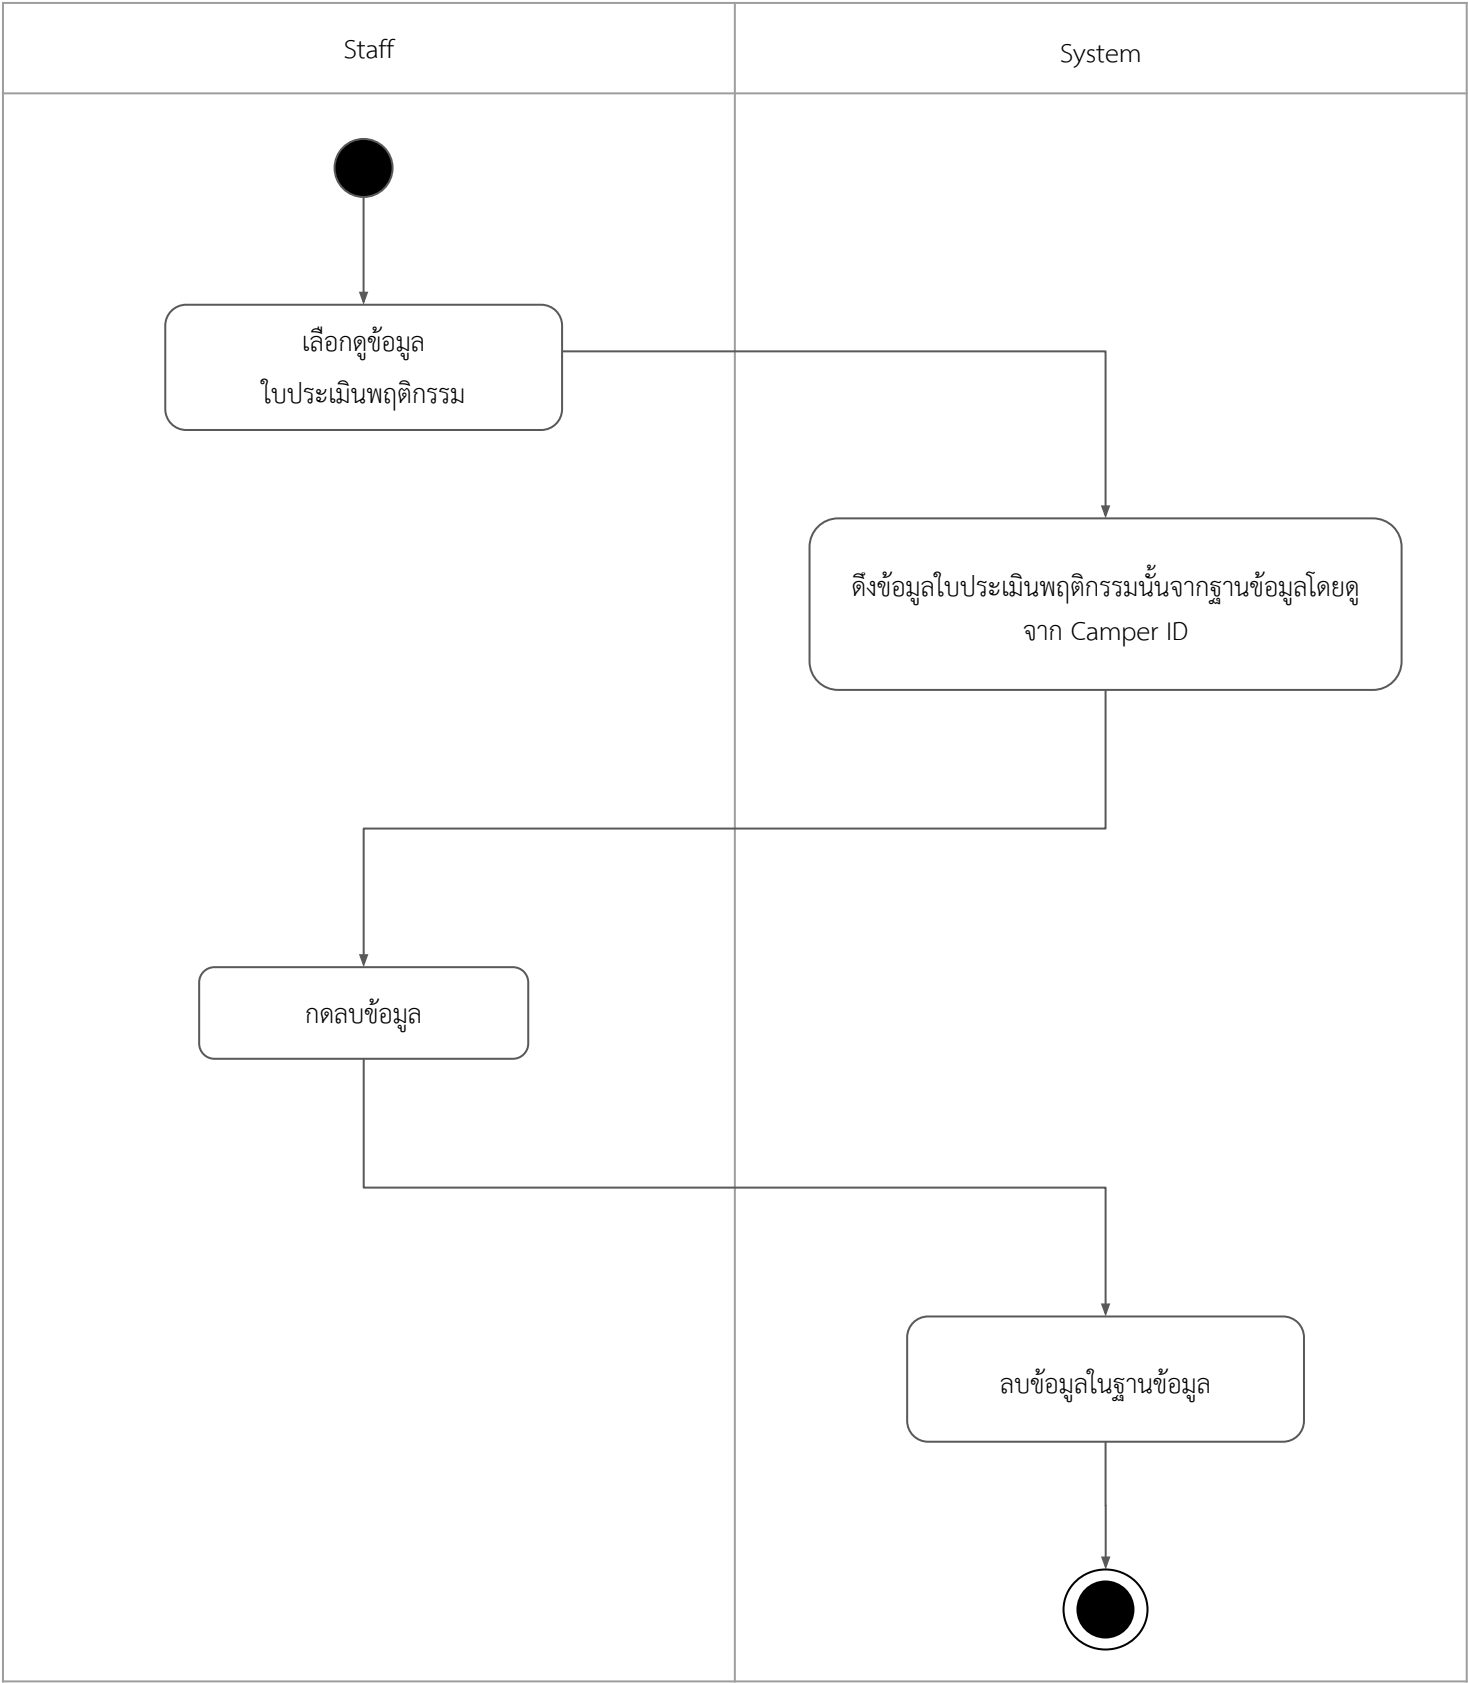 Staff
System
เลือกดูข้อมูล
ใบประเมินพฤติกรรม
ดึงข้อมูลใบประเมินพฤติกรรมนั้นจากฐานข้อมูลโดยดู
จาก Camper ID
กดลบข้อมูล
ลบข้อมูลในฐานข้อมูล